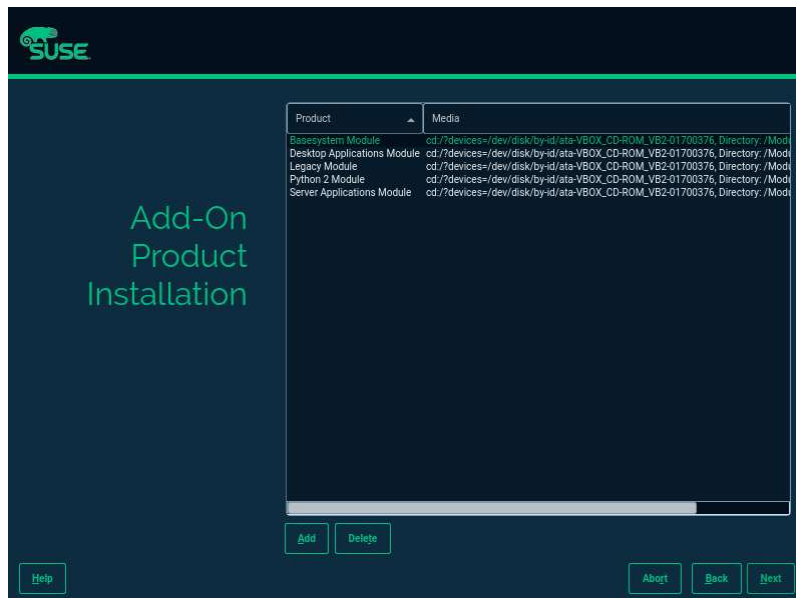 SUSE
Add-On
Product
Installation
Product Media
Basesystem Module cd:/?devices=/dev/disk/by-id/ata-VBOX_CD-ROM_VB2-01700376, Directory: /Modu
Desktop Applications Module cd:/?devices=/dev/disk/by-id/ata-VBOX_CD-ROM_VB2-01700376, Directory: /Modu
Legacy Module cd:/?devices=/dev/disk/by-id/ata-VBOX_CD-ROM_VB2-01700376, Directory: /Modu
Python 2 Module cd:/?devices=/dev/disk/by-id/ata-VBOX_CD-ROM_VB2-01700376, Directory: /Modu
Server Applications Module cd:/?devices=/dev/disk/by-id/ata-VBOX_CD-ROM_VB2-01700376, Directory: /Modu
Add Delete
Help Abort Back Next